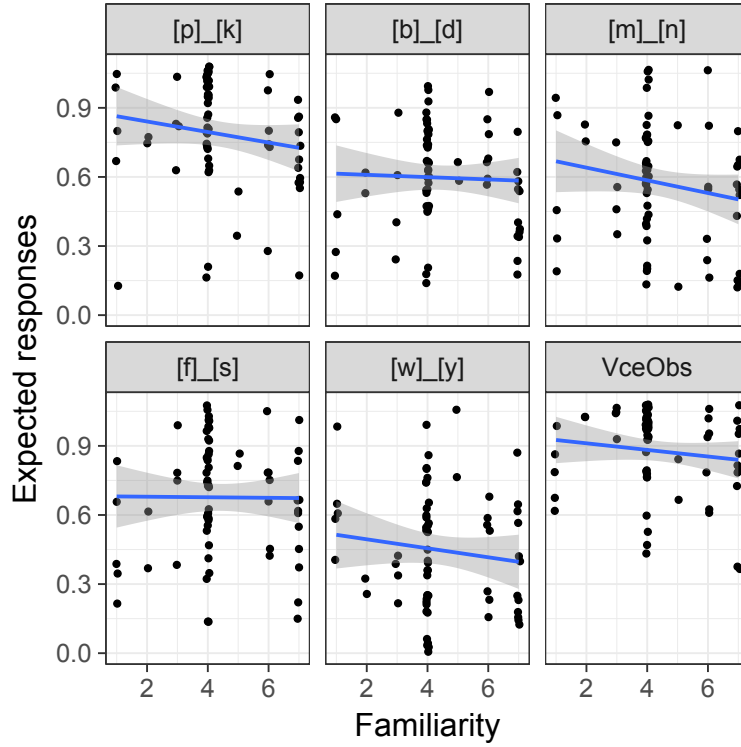 [p]_[k] [b]_[d] [m]_[n]
0.9
0.6
0.3
0.0
Expected responses
[f]_[s] [w]_[y] VceObs
0.9
0.6
0.3
0.0
2 4 6 2 4 6 2 4 6
Familiarity